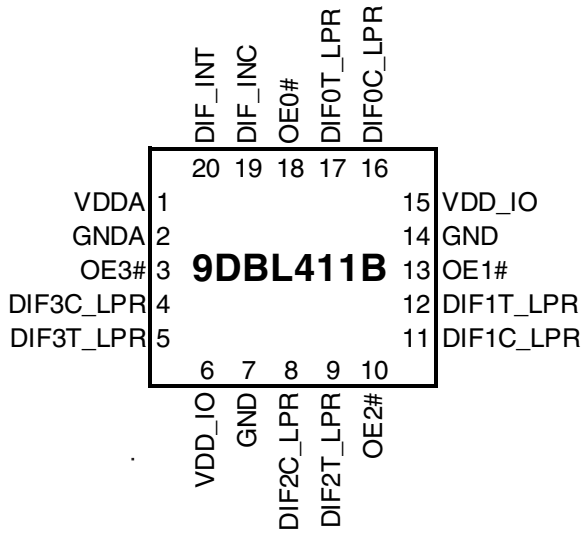 DIF_INT
DIF_INC
OE0#
DIF0T_LPR
DIF0C_LPR
20 19 18 17 16
VDDA 1
GNDA 2
OE3# 3
DIF3C_LPR 4
DIF3T_LPR 5
9DBL411B
15 VDD_IO
14 GND
13 OE1#
12 DIF1T_LPR
11 DIF1C_LPR
6 7 8 9 10
VDD_IO
GND
DIF2C_LPR
DIF2T_LPR
OE2#